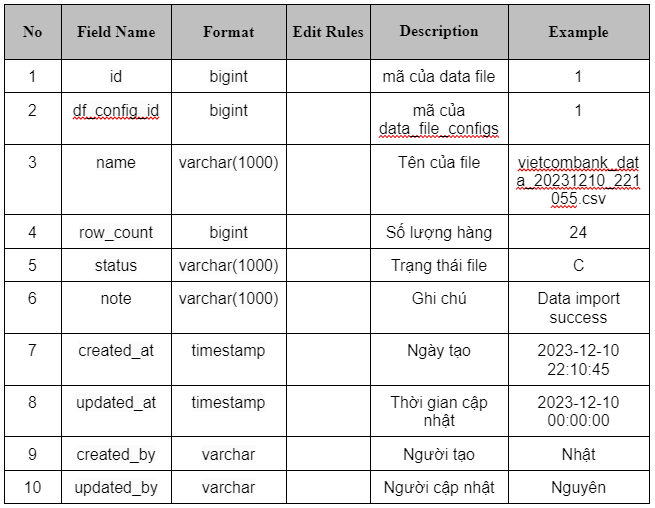 No Field Name Format Edit Rules Description Example
1 id bigint mã của data file 1
2 df_config_id bigint mã của
data_file_configs 1
3 name varchar(1000) Tên của file vietcombank_dat
a_20231210_221
055.csv
4 row_count bigint Số lượng hàng 24
5 status varchar(1000) Trạng thái file C
6 note varchar(1000) Ghi chú Data import
success
7 created_at timestamp Ngày tạo 2023-12-10
22:10:45
8 updated_at timestamp Thời gian cập
nhật 2023-12-10
00:00:00
9 created_by varchar Người tạo Nhật
10 updated_by varchar Người cập nhật Nguyên